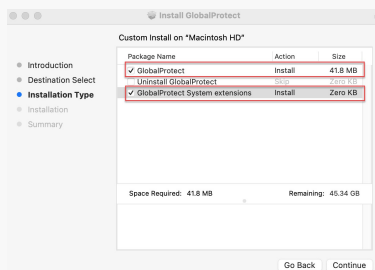 Install GlobalProtect
Custom Install on "Macintosh HD"
Introduction
Destination Select
Installation Type
Installation
Summary
Package Name Action Size
GlobalProtect Install 41.8 MB
Uninstall GlobalProtect Skip Zero KB
GlobalProtect System extensions Install Zero KB
Space Required: 41.8 MB Remaining: 45.34 GB
Go Back Continue